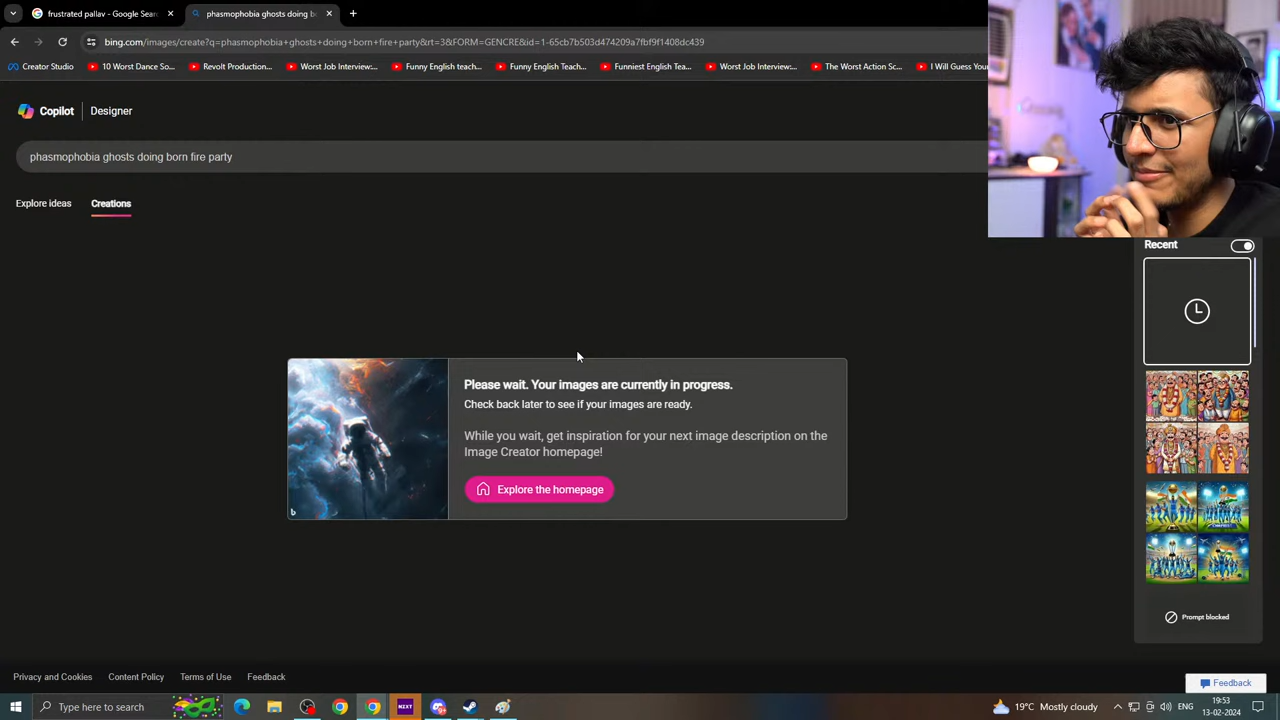 frustrated pallav - Google Sear
phasmophobia ghosts doing bo
bing.com/images/create?q=phasmophobia+ghosts+doing+born+fire+party&rt=3&FORM=GENCRE&id=1-65cb7b503d474209a7fbf9f1408dc439
Creator Studio
10 Worst Dance So...
Revolt Production...
Worst Job Interview:...
Funny English teach...
Funny English Teach...
Funniest English Tea...
Worst Job Interview:...
The Worst Action Sc...
I Will Guess Your
Copilot
Designer
phasmophobia ghosts doing born fire party
Explore ideas
Creations
Recent
Please wait. Your images are currently in progress.
Check back later to see if your images are ready.
While you wait, get inspiration for your next image description on the
Image Creator homepage!
Explore the homepage
b
Prompt blocked
Privacy and Cookies
Content Policy
Terms of Use
Feedback
Feedback
Type here to search
NZXT
19°C Mostly cloudy
ENG
19:53
13-02-2024